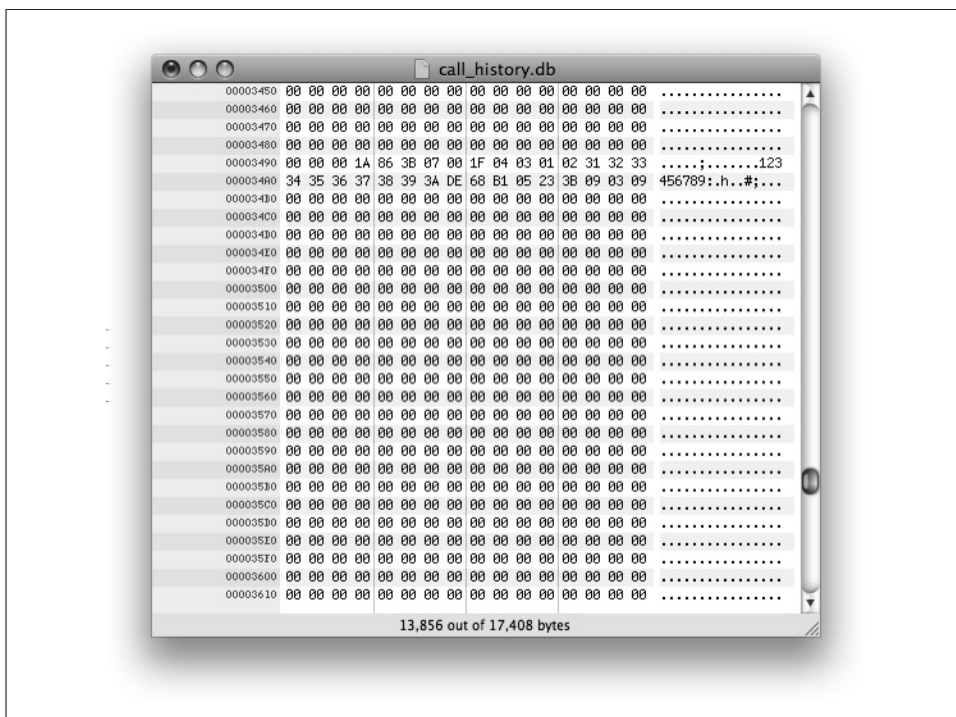 call_history.db
00003450 00 00 00 00 00 00 00 00 00 00 00 00 00 00 00 00 ................
00003460 00 00 00 00 00 00 00 00 00 00 00 00 00 00 00 00 ................
00003470 00 00 00 00 00 00 00 00 00 00 00 00 00 00 00 00 ................
00003480 00 00 00 00 00 00 00 00 00 00 00 00 00 00 00 00 ................
00003490 00 00 00 1A 86 3B 07 00 1F 04 03 01 02 31 32 33 .....;.......123
000034A0 34 35 36 37 38 39 3A DE 68 B1 05 23 3B 09 03 09 456789:.h..#;...
000034B0 00 00 00 00 00 00 00 00 00 00 00 00 00 00 00 00 ................
000034C0 00 00 00 00 00 00 00 00 00 00 00 00 00 00 00 00 ................
000034D0 00 00 00 00 00 00 00 00 00 00 00 00 00 00 00 00 ................
000034E0 00 00 00 00 00 00 00 00 00 00 00 00 00 00 00 00 ................
000034F0 00 00 00 00 00 00 00 00 00 00 00 00 00 00 00 00 ................
00003500 00 00 00 00 00 00 00 00 00 00 00 00 00 00 00 00 ................
00003510 00 00 00 00 00 00 00 00 00 00 00 00 00 00 00 00 ................
00003520 00 00 00 00 00 00 00 00 00 00 00 00 00 00 00 00 ................
00003530 00 00 00 00 00 00 00 00 00 00 00 00 00 00 00 00 ................
00003540 00 00 00 00 00 00 00 00 00 00 00 00 00 00 00 00 ................
00003550 00 00 00 00 00 00 00 00 00 00 00 00 00 00 00 00 ................
00003560 00 00 00 00 00 00 00 00 00 00 00 00 00 00 00 00 ................
00003570 00 00 00 00 00 00 00 00 00 00 00 00 00 00 00 00 ................
00003580 00 00 00 00 00 00 00 00 00 00 00 00 00 00 00 00 ................
00003590 00 00 00 00 00 00 00 00 00 00 00 00 00 00 00 00 ................
000035A0 00 00 00 00 00 00 00 00 00 00 00 00 00 00 00 00 ................
000035B0 00 00 00 00 00 00 00 00 00 00 00 00 00 00 00 00 ................
000035C0 00 00 00 00 00 00 00 00 00 00 00 00 00 00 00 00 ................
000035D0 00 00 00 00 00 00 00 00 00 00 00 00 00 00 00 00 ................
000035E0 00 00 00 00 00 00 00 00 00 00 00 00 00 00 00 00 ................
000035F0 00 00 00 00 00 00 00 00 00 00 00 00 00 00 00 00 ................
00003600 00 00 00 00 00 00 00 00 00 00 00 00 00 00 00 00 ................
00003610 00 00 00 00 00 00 00 00 00 00 00 00 00 00 00 00 ................
13,856 out of 17,408 bytes